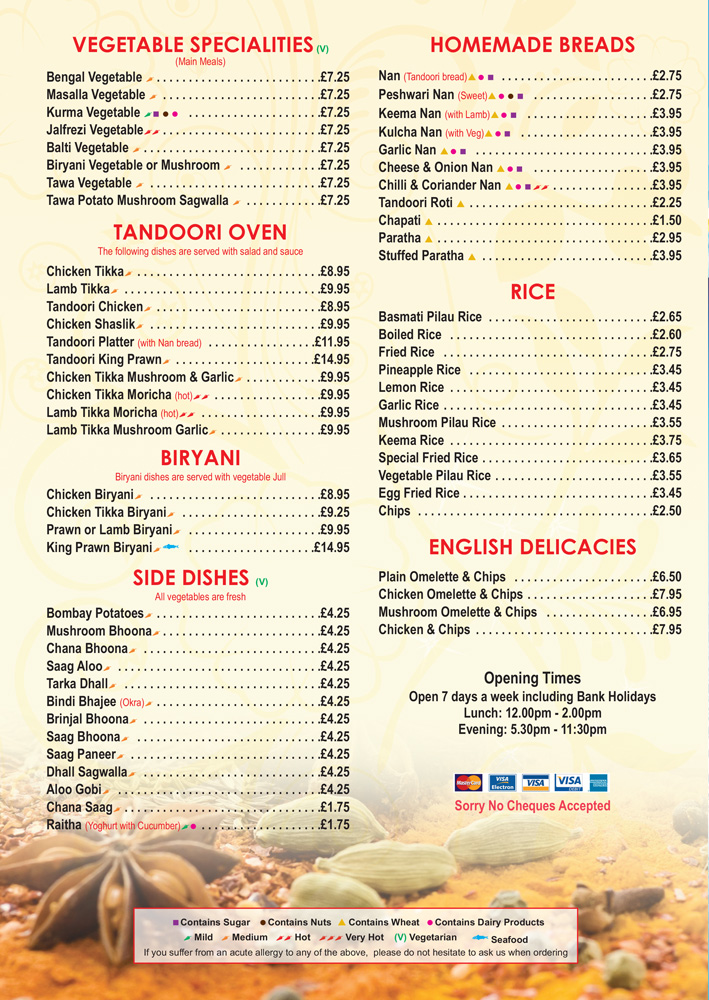 VEGETABLE SPECIALITIES (V)
(Main Meals)
Bengal Vegetable £7.25
Masalla Vegetable £7.25
Kurma Vegetable £7.25
Jalfrezi Vegetable £7.25
Balti Vegetable £7.25
Biryani Vegetable or Mushroom £7.25
Tawa Vegetable £7.25
Tawa Potato Mushroom Sagwalla £7.25
TANDOORI OVEN
The following dishes are served with salad and sauce
Chicken Tikka £8.95
Lamb Tikka £9.95
Tandoori Chicken £8.95
Chicken Shaslik £9.95
Tandoori Platter (with Nan bread) £11.95
Tandoori King Prawn £14.95
Chicken Tikka Mushroom & Garlic £9.95
Chicken Tikka Moricha (hot) £9.95
Lamb Tikka Moricha (hot) £9.95
Lamb Tikka Mushroom Garlic £9.95
BIRYANI
Biryani dishes are served with vegetable Jull
Chicken Biryani £8.95
Chicken Tikka Biryani £9.25
Prawn or Lamb Biryani £9.95
King Prawn Biryani £14.95
SIDE DISHES (V)
All vegetables are fresh
Bombay Potatoes £4.25
Mushroom Bhoona £4.25
Chana Bhoona £4.25
Saag Aloo £4.25
Tarka Dhall £4.25
Bindi Bhajee (Okra) £4.25
Brinjal Bhoona £4.25
Saag Bhoona £4.25
Saag Paneer £4.25
Dhall Sagwalla £4.25
Aloo Gobi £4.25
Chana Saag £1.75
Raitha (Yoghurt with Cucumber) £1.75
HOMEMADE BREADS
Nan (Tandoori bread) £2.75
Peshwari Nan (Sweet) £2.75
Keema Nan (with Lamb) £3.95
Kulcha Nan (with Veg) £3.95
Garlic Nan £3.95
Cheese & Onion Nan £3.95
Chilli & Coriander Nan £3.95
Tandoori Roti £2.25
Chapati £1.50
Paratha £2.95
Stuffed Paratha £3.95
RICE
Basmati Pilau Rice £2.65
Boiled Rice £2.60
Fried Rice £2.75
Pineapple Rice £3.45
Lemon Rice £3.45
Garlic Rice £3.45
Mushroom Pilau Rice £3.55
Keema Rice £3.75
Special Fried Rice £3.65
Vegetable Pilau Rice £3.55
Egg Fried Rice £3.45
Chips £2.50
ENGLISH DELICACIES
Plain Omelette & Chips £6.50
Chicken Omelette & Chips £7.95
Mushroom Omelette & Chips £6.95
Chicken & Chips £7.95
Opening Times
Open 7 days a week including Bank Holidays
Lunch: 12.00pm - 2.00pm
Evening: 5.30pm - 11:30pm
MasterCard VISA Electron VISA VISA DEBIT
Sorry No Cheques Accepted
Contains Sugar Contains Nuts Contains Wheat Contains Dairy Products
Mild Medium Hot Very Hot (V) Vegetarian Seafood
If you suffer from an acute allergy to any of the above, please do not hesitate to ask us when ordering